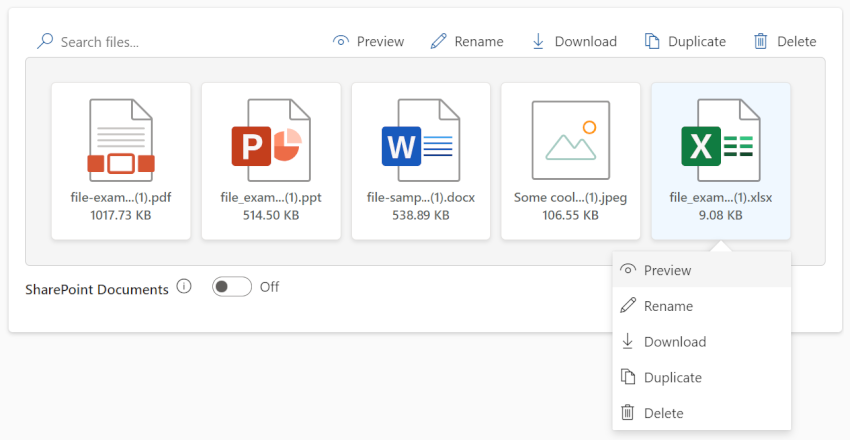 Search files... Preview Rename Download Duplicate Delete
P W X
file-exam...(1).pdf file_exam...(1).ppt file-samp...(1).docx Some cool...(1).jpeg file_exam...(1).xlsx
1017.73 KB 514.50 KB 538.89 KB 106.55 KB 9.08 KB
SharePoint Documents Off
Preview
Rename
Download
Duplicate
Delete